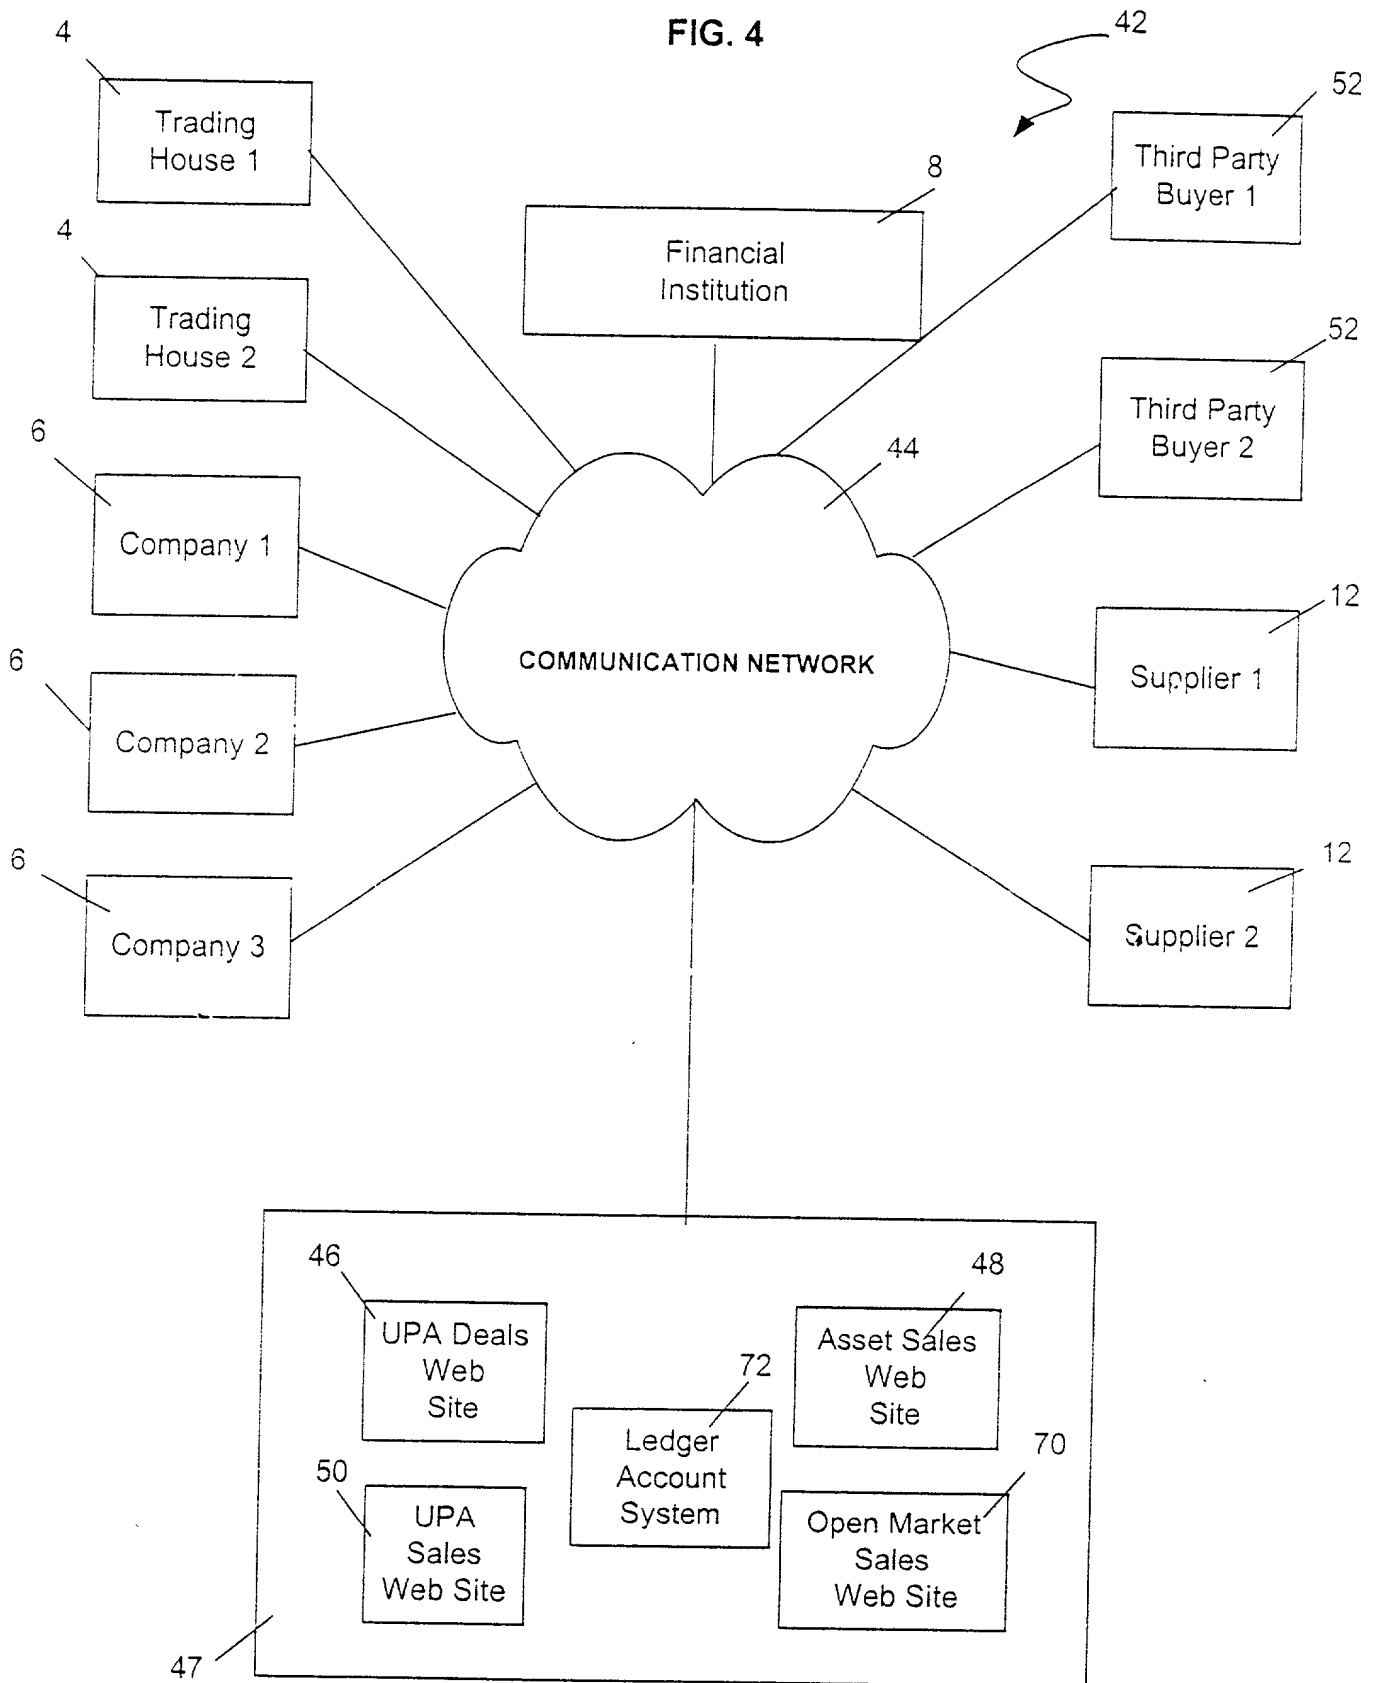 FIG. 4
42
4
Trading
House 1
4
Trading
House 2
6
Company 1
6
Company 2
6
Company 3
8
Financial
Institution
52
Third Party
Buyer 1
52
Third Party
Buyer 2
44
COMMUNICATION NETWORK
12
Supplier 1
12
Supplier 2
46
UPA Deals
Web
Site
48
Asset Sales
Web
Site
72
Ledger
Account
System
50
UPA
Sales
Web Site
70
Open Market
Sales
Web Site
47